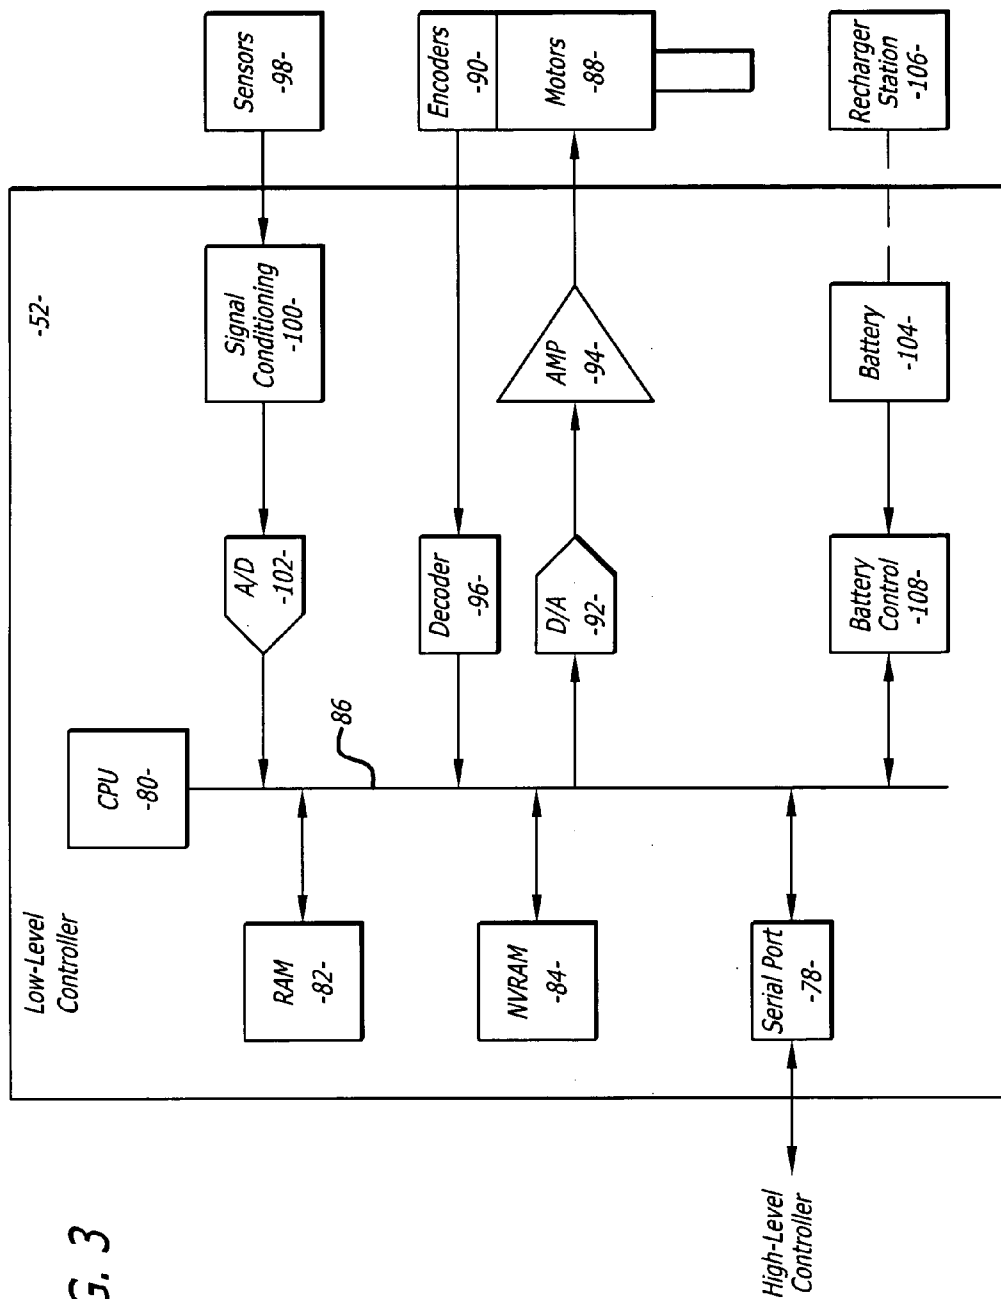 G. 3
Low-Level
Controller
-52-
CPU
-80-
RAM
-82-
86
A/D
-102-
Signal
Conditioning
-100-
Sensors
-98-
NVRAM
-84-
Decoder
-96-
Encoders
-90-
D/A
-92-
AMP
-94-
Motors
-88-
High-Level
Controller
Serial Port
-78-
Battery
Control
-108-
Battery
-104-
Recharger
Station
-106-